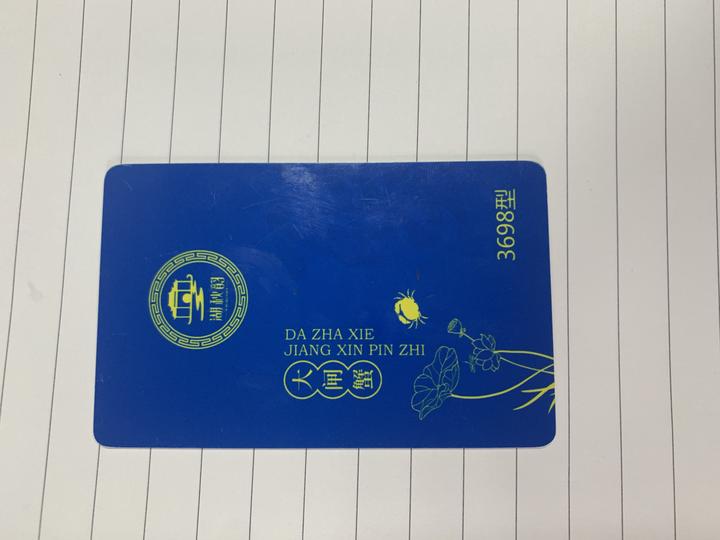 3698型
DA ZHA XIE
JIANG XIN PIN ZHI
大闸蟹